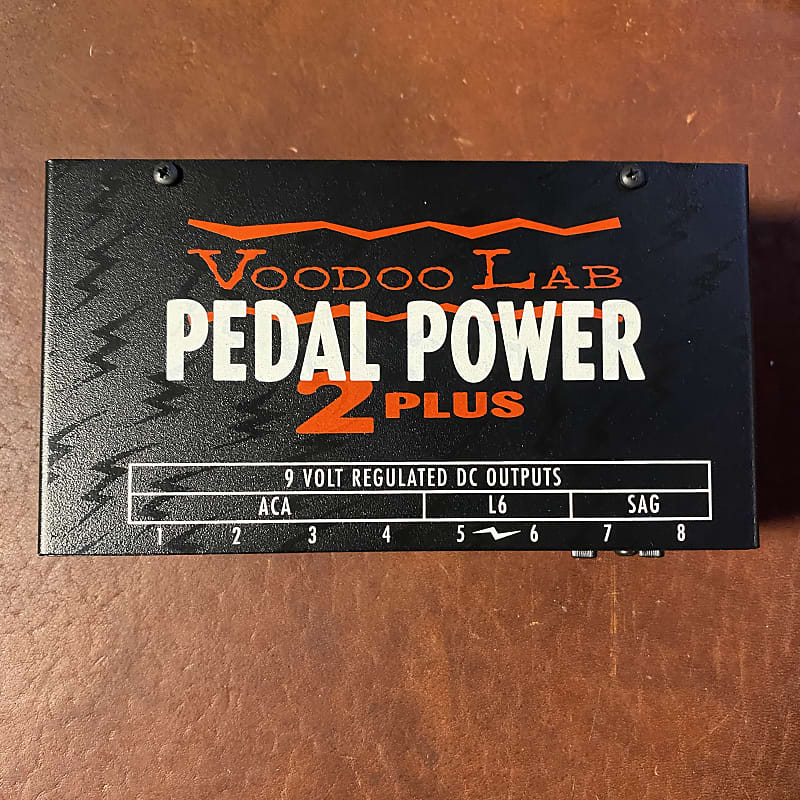 VOODOO LAB
PEDAL POWER
2 PLUS
9 VOLT REGULATED DC OUTPUTS
ACA L6 SAG
1 2 3 4 5 6 7 8